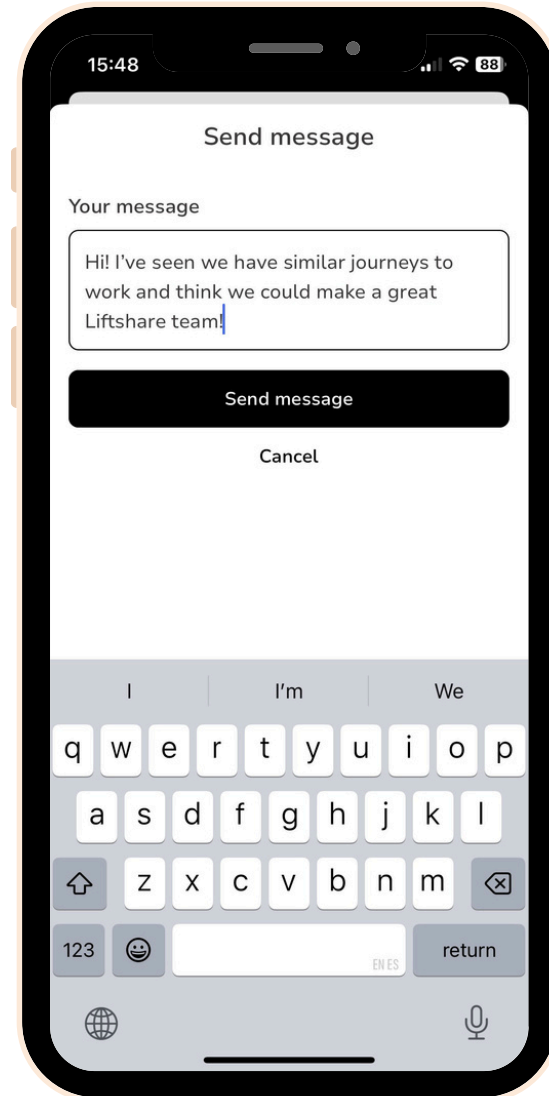 15:48
88
Send message
Your message
Hi! I’ve seen we have similar journeys to
work and think we could make a great
Liftshare team!
Send message
Cancel
I I’m We
q w e r t y u i o p
a s d f g h j k l
z x c v b n m
123 EN ES return